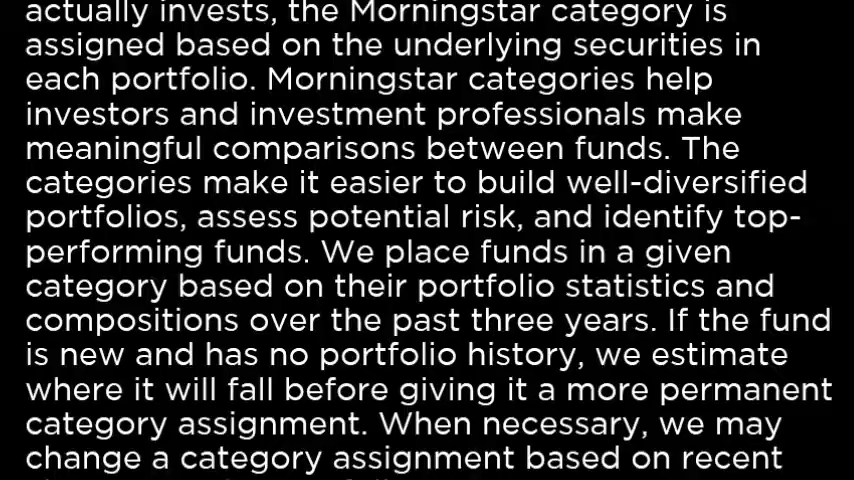 actually invests, the Morningstar category is
assigned based on the underlying securities in
each portfolio. Morningstar categories help
investors and investment professionals make
meaningful comparisons between funds. The
categories make it easier to build well-diversified
portfolios, assess potential risk, and identify top-
performing funds. We place funds in a given
category based on their portfolio statistics and
compositions over the past three years. If the fund
is new and has no portfolio history, we estimate
where it will fall before giving it a more permanent
category assignment. When necessary, we may
change a category assignment based on recent